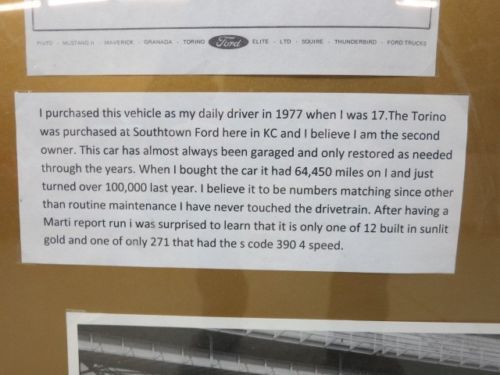 PINTO - MUSTANG II - MAVERICK - GRANADA - TORINO Ford ELITE - LTD - SQUIRE - THUNDERBIRD - FORD TRUCKS
I purchased this vehicle as my daily driver in 1977 when I was 17.The Torino
was purchased at Southtown Ford here in KC and I believe I am the second
owner. This car has almost always been garaged and only restored as needed
through the years. When I bought the car it had 64,450 miles on I and just
turned over 100,000 last year. I believe it to be numbers matching since other
than routine maintenance I have never touched the drivetrain. After having a
Marti report run i was surprised to learn that it is only one of 12 built in sunlit
gold and one of only 271 that had the s code 390 4 speed.